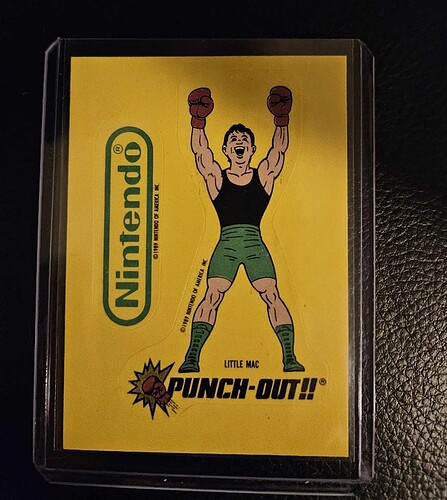 Nintendo®
©1989 NINTENDO OF AMERICA INC.
©1989 NINTENDO OF AMERICA INC.
LITTLE MAC
PUNCH-OUT!!®